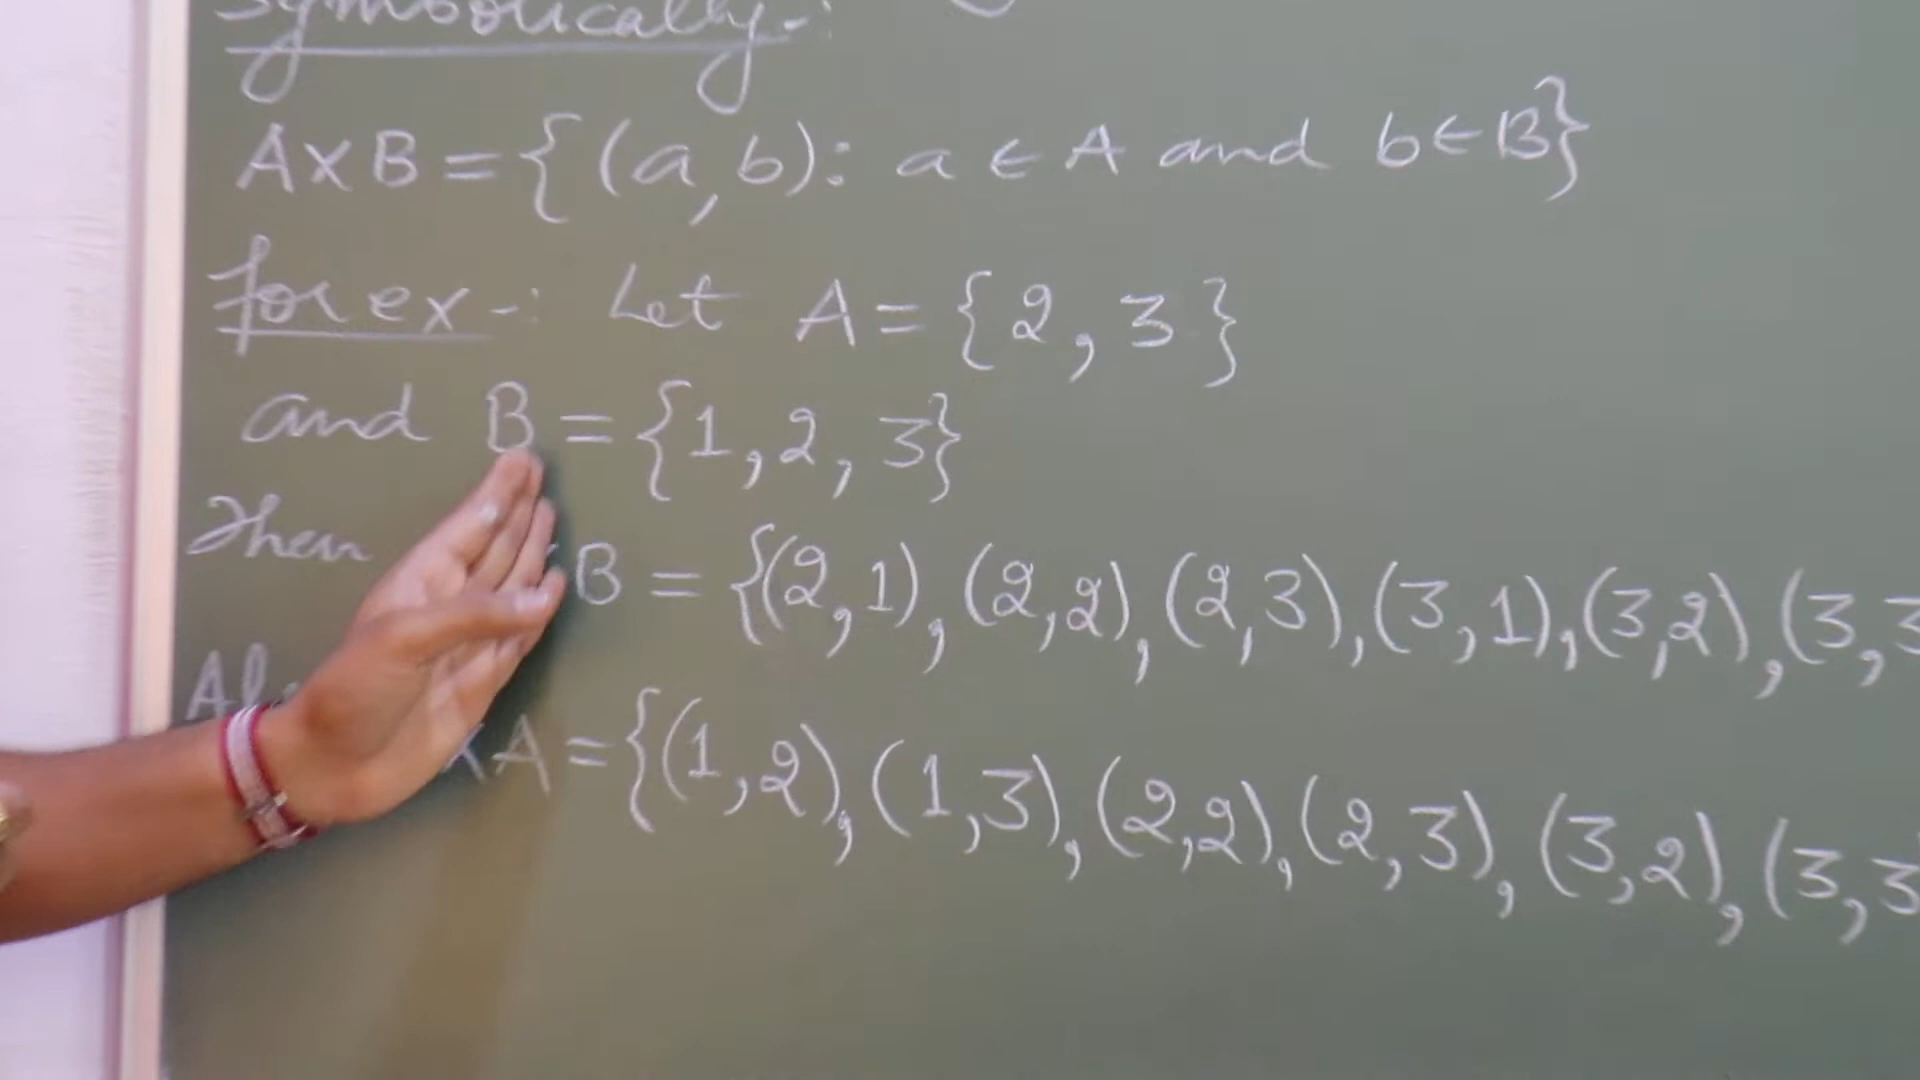 Symbolically-:
A×B = {(a,b): a ∈ A and b ∈ B}
for ex-: Let A = {2, 3}
and B = {1, 2, 3}
Then B = {(2,1), (2,2), (2,3), (3,1), (3,2), (3,3
×A = {(1,2), (1,3), (2,2), (2,3), (3,2), (3,3